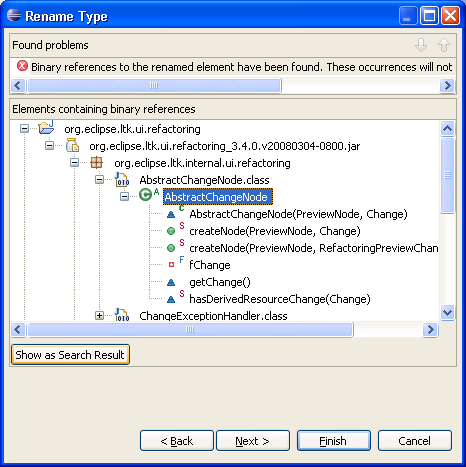 Rename Type
Found problems
Binary references to the renamed element have been found. These occurrences will not
Elements containing binary references
org.eclipse.ltk.ui.refactoring
org.eclipse.ltk.ui.refactoring_3.4.0.v20080304-0800.jar
org.eclipse.ltk.internal.ui.refactoring
AbstractChangeNode.class
AbstractChangeNode
AbstractChangeNode(PreviewNode, Change)
createNode(PreviewNode, Change)
createNode(PreviewNode, RefactoringPreviewChan
fChange
getChange()
hasDerivedResourceChange(Change)
ChangeExceptionHandler.class
Show as Search Result
< Back
Next >
Finish
Cancel